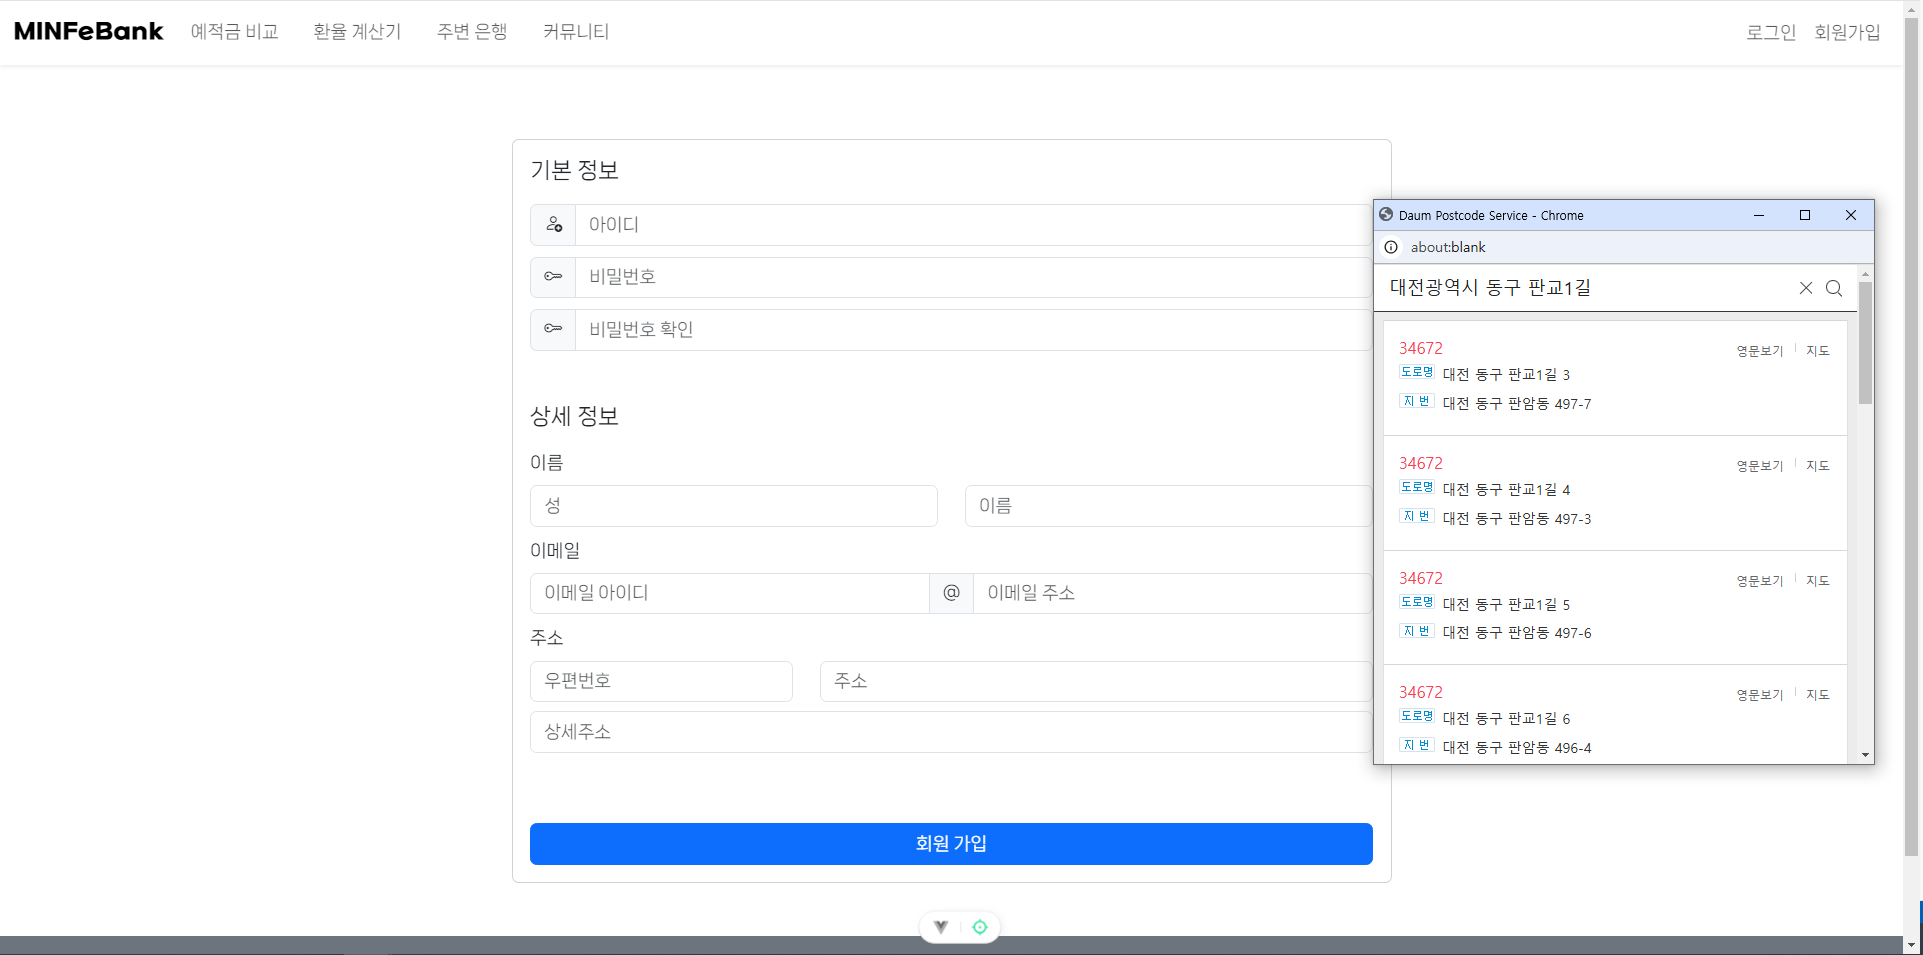 MINFeBank 예적금 비교 환율 계산기 주변 은행 커뮤니티 로그인 회원가입
기본 정보
아이디
비밀번호
비밀번호 확인
상세 정보
이름
성 이름
이메일
이메일 아이디 @ 이메일 주소
주소
우편번호 주소
상세주소
회원 가입
Daum Postcode Service - Chrome
about:blank
대전광역시 동구 판교1길
34672 영문보기 지도
도로명 대전 동구 판교1길 3
지 번 대전 동구 판암동 497-7
34672 영문보기 지도
도로명 대전 동구 판교1길 4
지 번 대전 동구 판암동 497-3
34672 영문보기 지도
도로명 대전 동구 판교1길 5
지 번 대전 동구 판암동 497-6
34672 영문보기 지도
도로명 대전 동구 판교1길 6
지 번 대전 동구 판암동 496-4